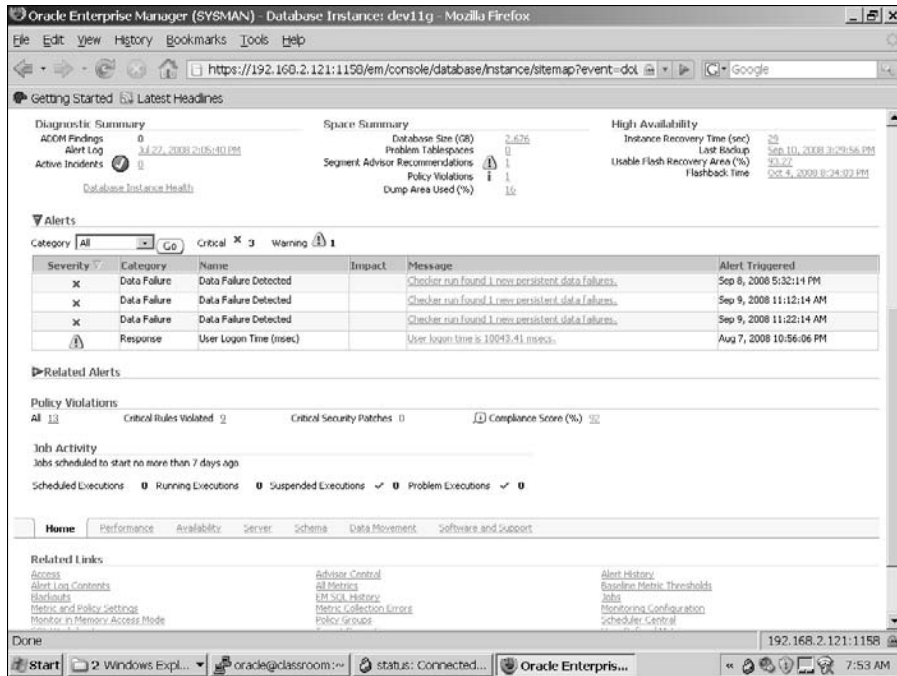 Oracle Enterprise Manager (SYSMAN) - Database Instance: dev11g - Mozilla Firefox
File Edit View History Bookmarks Tools Help
https://192.168.2.121:1158/em/console/database/instance/sitemap?event=doL Google
Getting Started Latest Headlines
Diagnostic Summary Space Summary High Availability
ADDM Findings 0 Database Size (GB) 2.676 Instance Recovery Time (sec) 29
Alert Log Jul 27, 2008 2:05:40 PM Problem Tablespaces 0 Last Backup Sep 10, 2008 3:29:56 PM
Active Incidents 0 Segment Advisor Recommendations 1 Usable Flash Recovery Area (%) 93.27
Policy Violations 1 Flashback Time Oct 4, 2008 8:34:03 PM
Database Instance Health Dump Area Used (%) 16
Alerts
Category All Go Critical 3 Warning 1
Severity Category Name Impact Message Alert Triggered
Data Failure Data Failure Detected Checker run found 1 new persistent data failures. Sep 8, 2008 5:32:14 PM
Data Failure Data Failure Detected Checker run found 1 new persistent data failures. Sep 9, 2008 11:12:14 AM
Data Failure Data Failure Detected Checker run found 1 new persistent data failures. Sep 9, 2008 11:22:14 AM
Response User Logon Time (msec) User logon time is 10043.41 msecs. Aug 7, 2008 10:56:06 PM
Related Alerts
Policy Violations
All 13 Critical Rules Violated 9 Critical Security Patches 0 Compliance Score (%) 92
Job Activity
Jobs scheduled to start no more than 7 days ago
Scheduled Executions 0 Running Executions 0 Suspended Executions 0 Problem Executions 0
Home Performance Availability Server Schema Data Movement Software and Support
Related Links
Access Advisor Central Alert History
Alert Log Contents All Metrics Baseline Metric Thresholds
Blackouts EM SQL History Jobs
Metric and Policy Settings Metric Collection Errors Monitoring Configuration
Monitor in Memory Access Mode Policy Groups Scheduler Central
Done 192.168.2.121:1158
Start 2 Windows Expl... oracle@classroom:~ status: Connected... Oracle Enterpris... « 7:53 AM